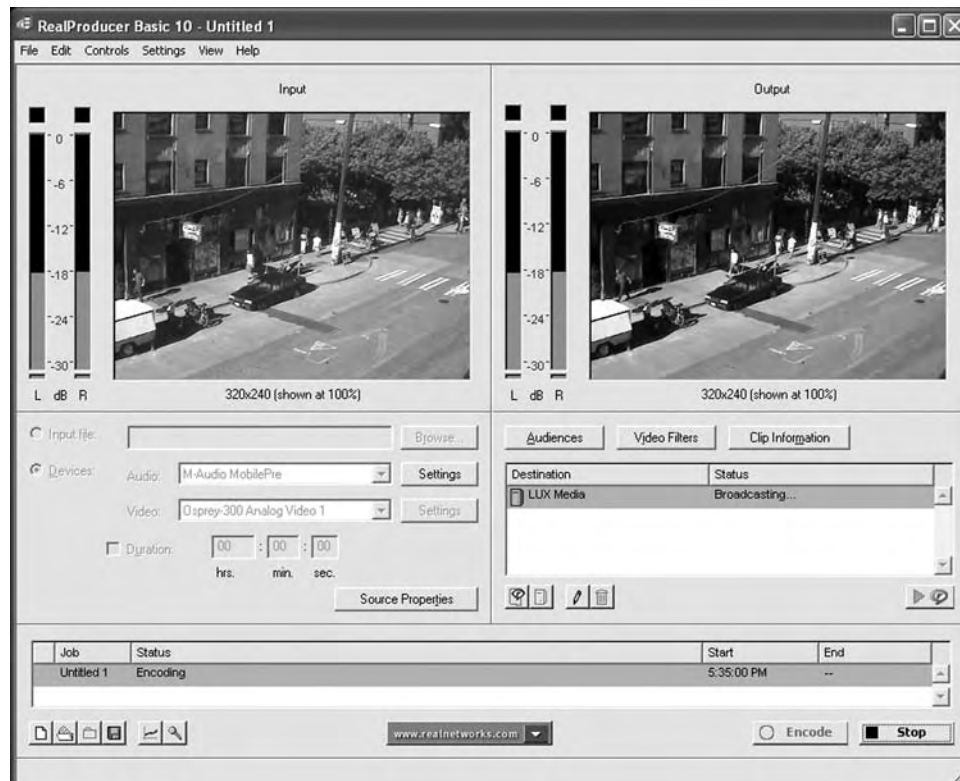 RealProducer Basic 10 - Untitled 1
File Edit Controls Settings View Help
Input
0
-6
-12
-18
-24
-30
L dB R
320x240 (shown at 100%)
Output
0
-6
-12
-18
-24
-30
L dB R
320x240 (shown at 100%)
Input file:
Browse...
Devices:
Audio:
M-Audio MobilePre
Settings
Video:
Osprey-300 Analog Video 1
Settings
Duration:
00 : 00 : 00
hrs. min. sec.
Source Properties
Audiences
Video Filters
Clip Information
Destination Status
LUX Media Broadcasting...
Job Status Start End
Untitled 1 Encoding 5:35:00 PM --
www.realnetworks.com
Encode
Stop